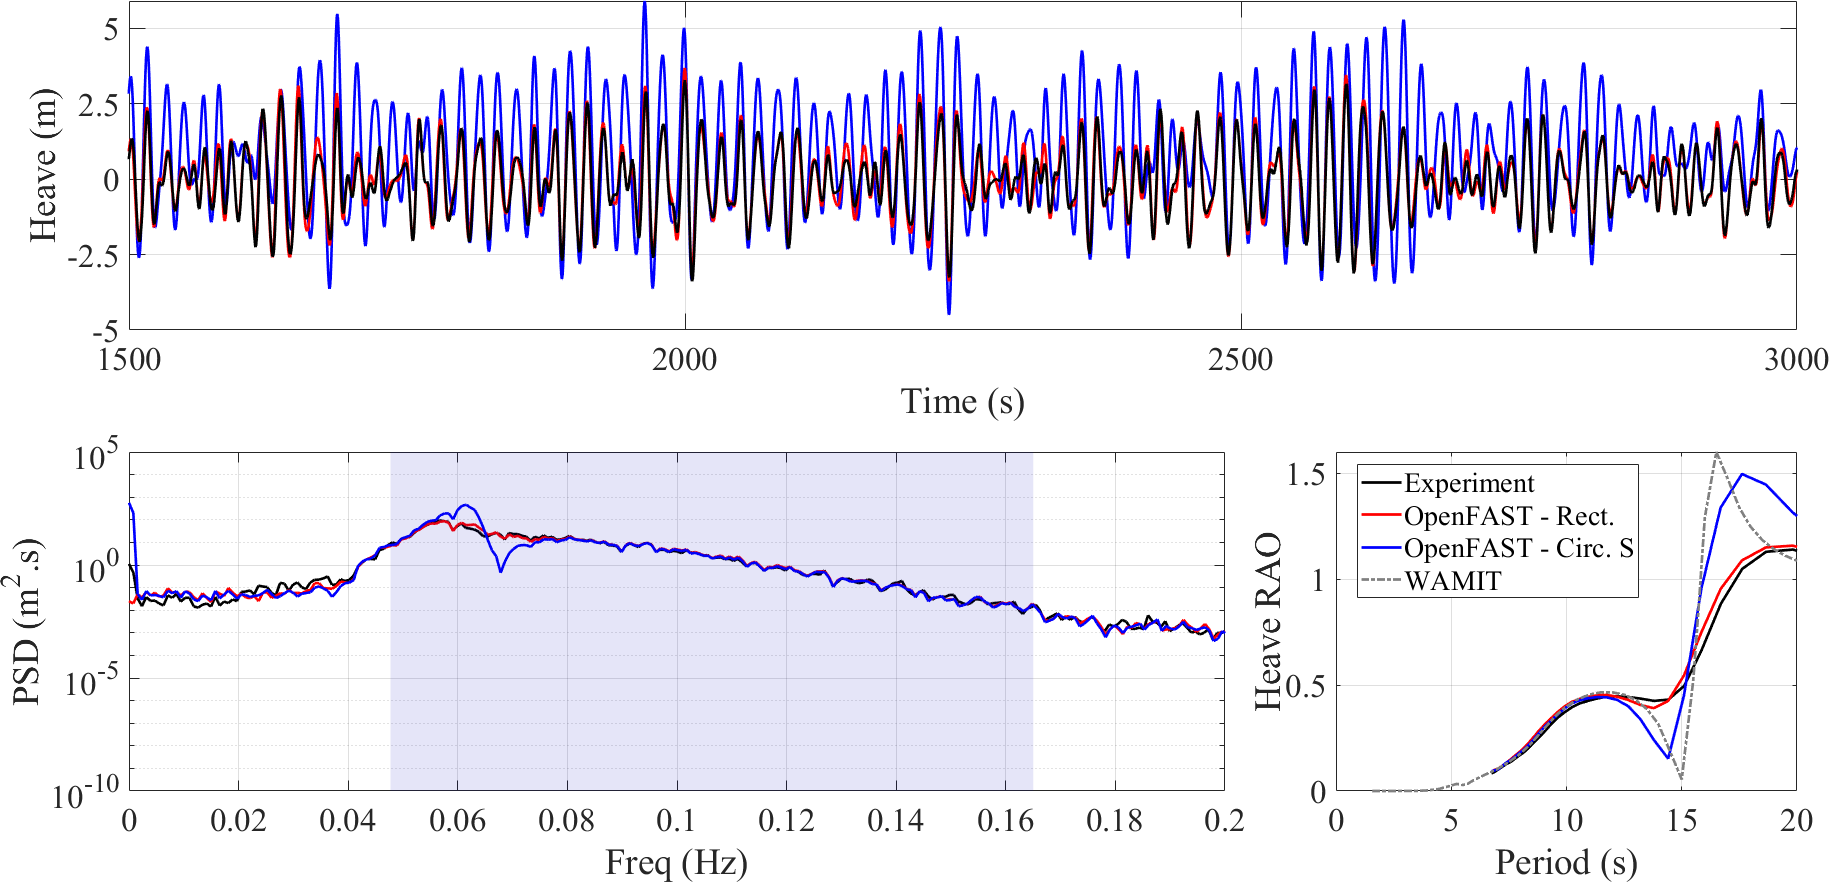 5
2.5
0
-2.5
-5
Heave (m)
1500 2000 2500 3000
Time (s)
10^5
10^0
10^-5
10^-10
PSD (m^2.s)
0 0.02 0.04 0.06 0.08 0.1 0.12 0.14 0.16 0.18 0.2
Freq (Hz)
1.5
1
0.5
0
Heave RAO
Experiment
OpenFAST - Rect.
OpenFAST - Circ. S
WAMIT
0 5 10 15 20
Period (s)